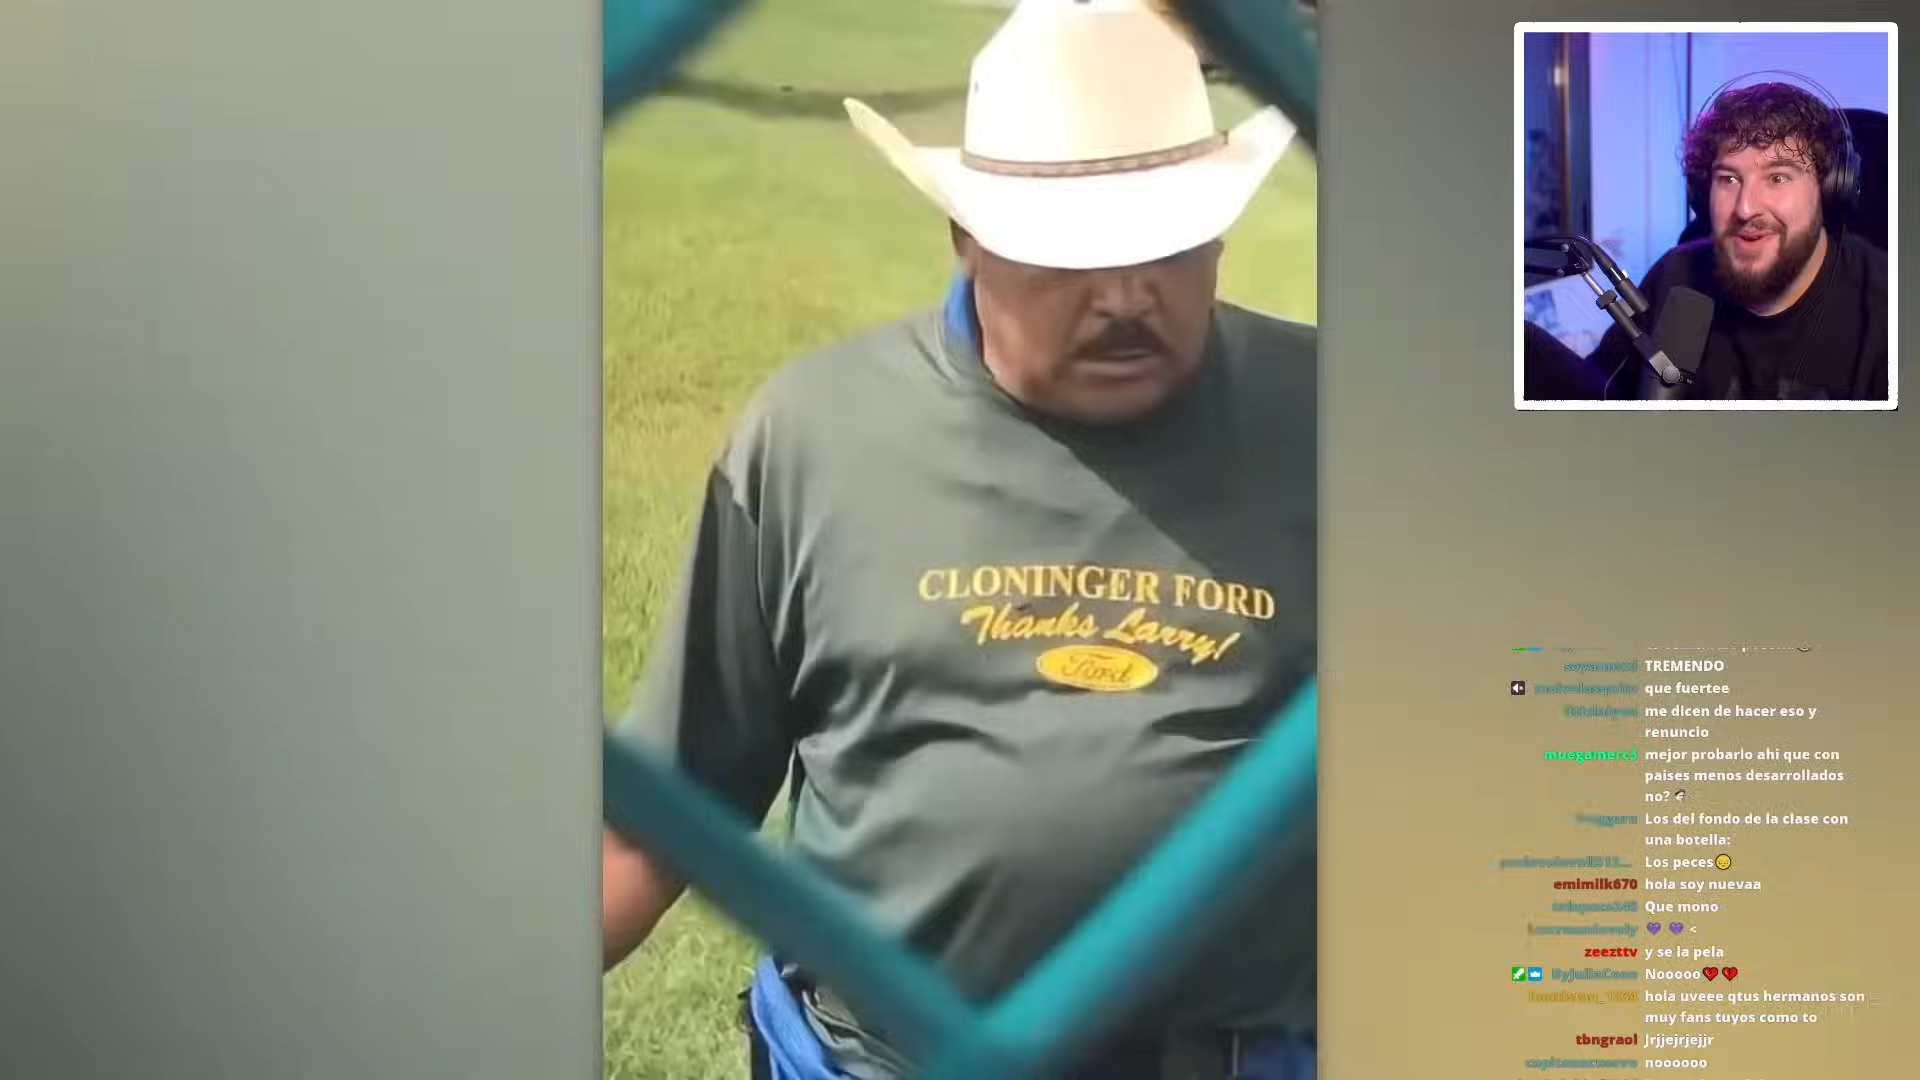 CLONINGER FORD
Thanks Larry!
Ford
TREMENDO
que fuertee
me dicen de hacer eso y
renuncio
mejor probarlo ahi que con
paises menos desarrollados
no?
Los del fondo de la clase con
una botella:
Los peces
emimilk670 hola soy nuevaa
Que mono
<
zeezttv y se la pela
ByJuliaCooo Nooooo
hola uveee qtus hermanos son
muy fans tuyos como to
tbngraol Jrjjejrjejjr
noooooo